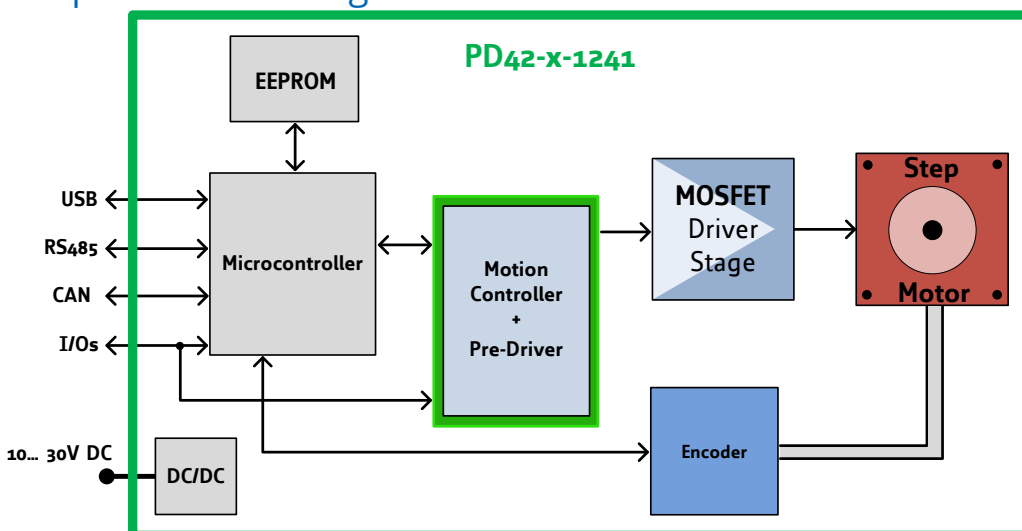 PD42-x-1241
EEPROM
USB
RS485
CAN
I/Os
Microcontroller
Motion
Controller
+
Pre-Driver
MOSFET
Driver
Stage
Step
Motor
Encoder
10... 30V DC
DC/DC